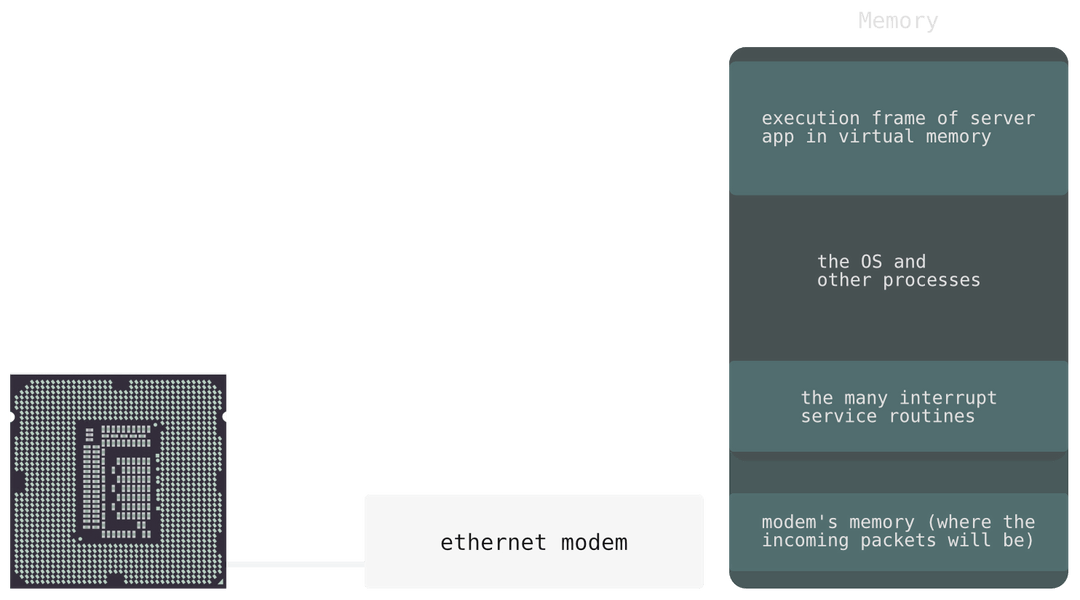 Memory
execution frame of server
app in virtual memory
the OS and
other processes
the many interrupt
service routines
modem's memory (where the
incoming packets will be)
ethernet modem